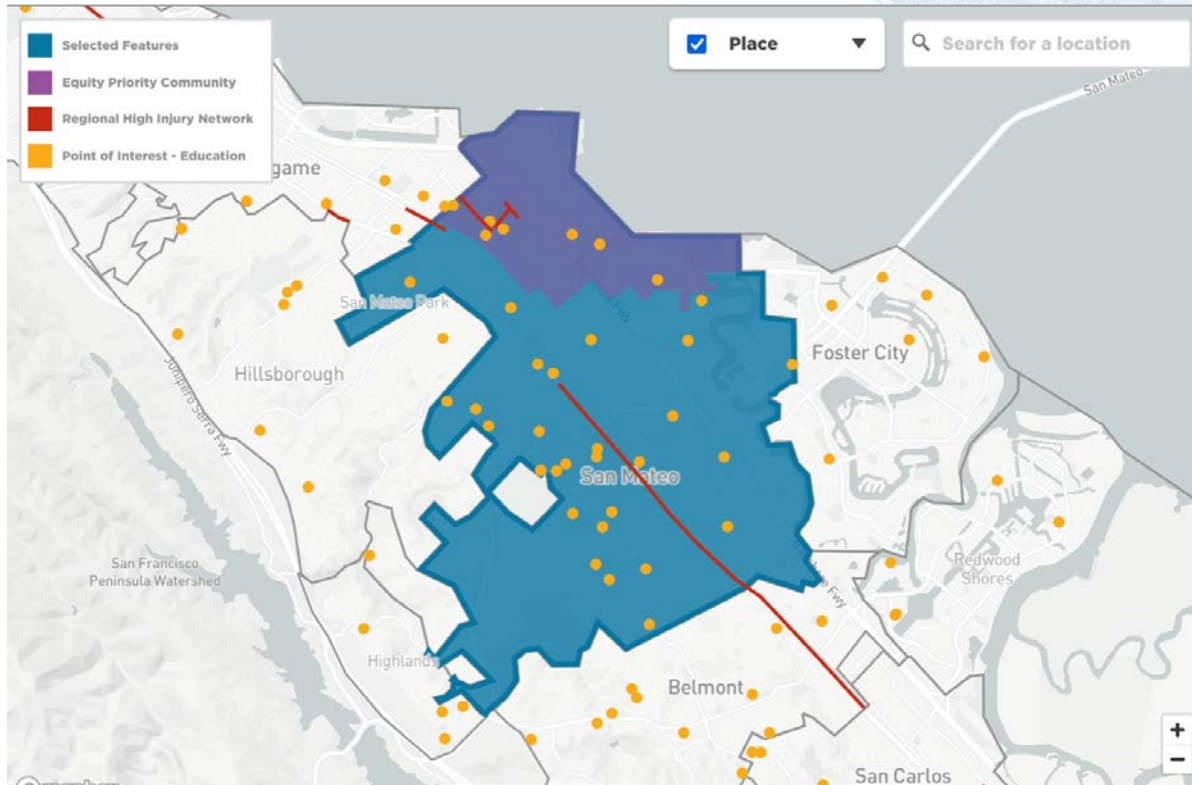 Selected Features
Equity Priority Community
Regional High Injury Network
Point of Interest - Education
Place
Search for a location
San Mateo
game
San Mateo Park
Hillsborough
Junipero Serra Fwy
Foster City
San Mateo
San Francisco
Peninsula Watershed
Redwood
Shores
Highlands
Belmont
San Carlos
+
−